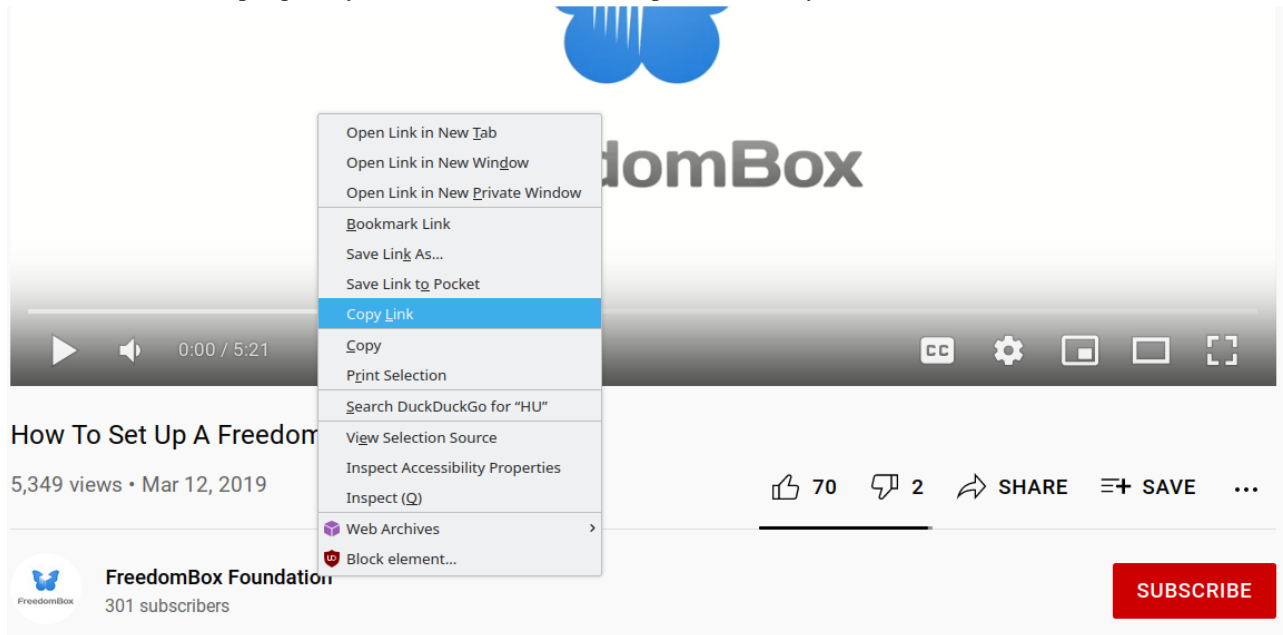 domBox
Open Link in New Tab
Open Link in New Window
Open Link in New Private Window
Bookmark Link
Save Link As...
Save Link to Pocket
Copy Link
Copy
Print Selection
Search DuckDuckGo for “HU”
View Selection Source
Inspect Accessibility Properties
Inspect (Q)
Web Archives
Block element...
0:00 / 5:21
CC
How To Set Up A Freedom
5,349 views • Mar 12, 2019
70 2 SHARE SAVE ...
FreedomBox Foundation
301 subscribers
FreedomBox
SUBSCRIBE